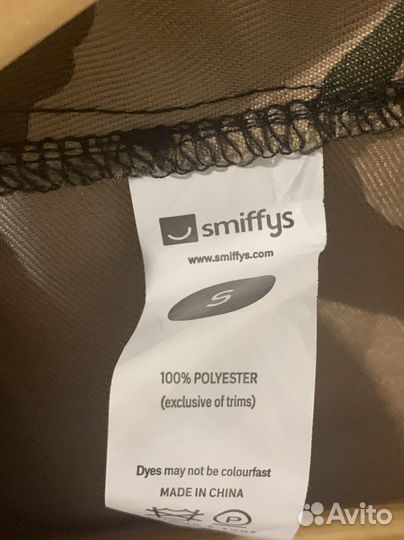 smiffys
www.smiffys.com
S
100% POLYESTER
(exclusive of trims)
Dyes may not be colourfast
MADE IN CHINA
P
Avito